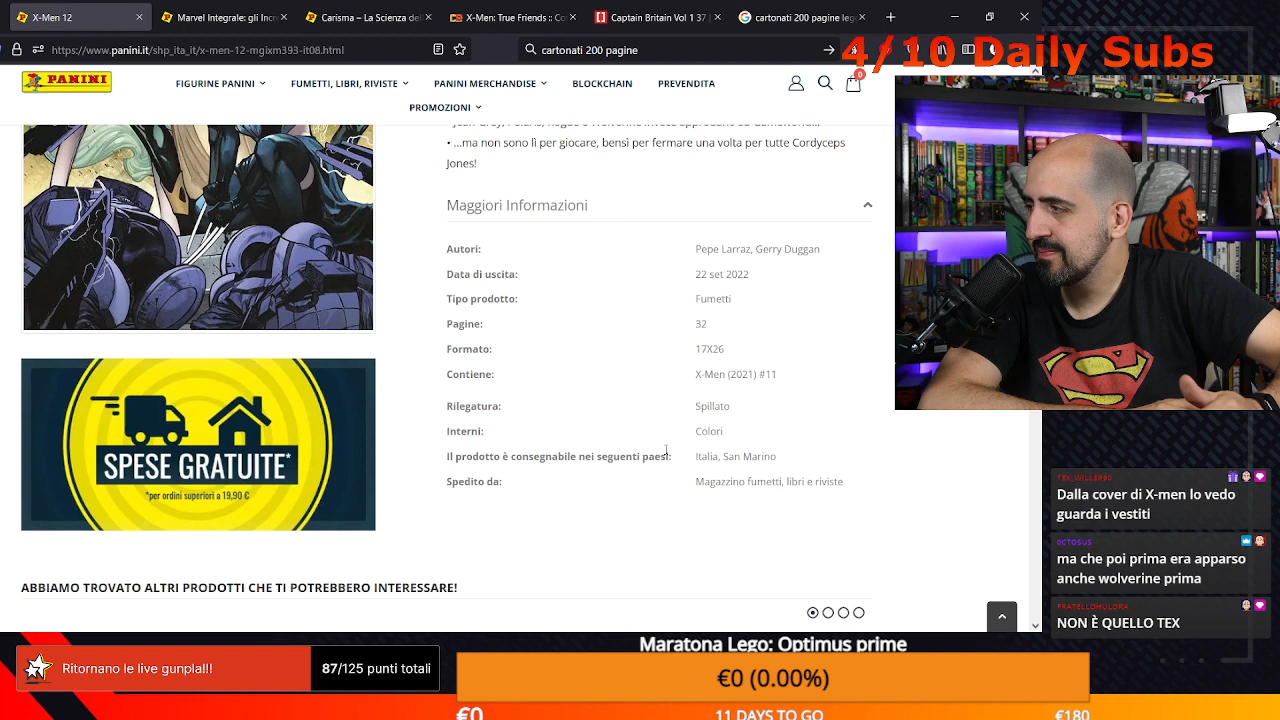 X-Men 12
Marvel Integrale: gli Incr
Carisma – La Scienza del
X-Men: True Friends :: Co
Captain Britain Vol 1 37 |
cartonati 200 pagine leg
https://www.panini.it/shp_ita_it/x-men-12-mgixm393-it08.html
cartonati 200 pagine
4/10 Daily Subs
PANINI
FIGURINE PANINI
FUMETTI, LIBRI, RIVISTE
PANINI MERCHANDISE
BLOCKCHAIN
PREVENDITA
0
PROMOZIONI
• …ma non sono lì per giocare, bensì per fermare una volta per tutte Cordyceps
Jones!
Maggiori Informazioni
Autori: Pepe Larraz, Gerry Duggan
Data di uscita: 22 set 2022
Tipo prodotto: Fumetti
Pagine: 32
Formato: 17X26
Contiene: X-Men (2021) #11
Rilegatura: Spillato
Interni: Colori
Il prodotto è consegnabile nei seguenti paesi: Italia, San Marino
Spedito da: Magazzino fumetti, libri e riviste
SPESE GRATUITE*
*per ordini superiori a 19,90 €
ABBIAMO TROVATO ALTRI PRODOTTI CHE TI POTREBBERO INTERESSARE!
TEX_WILLER90
Dalla cover di X-men lo vedo
guarda i vestiti
0CTOSUS
ma che poi prima era apparso
anche wolverine prima
FRATELLOHULORA
NON È QUELLO TEX
Ritornano le live gunpla!!!
87/125 punti totali
Maratona Lego: Optimus prime
€0 (0.00%)
€0
11 DAYS TO GO
€180